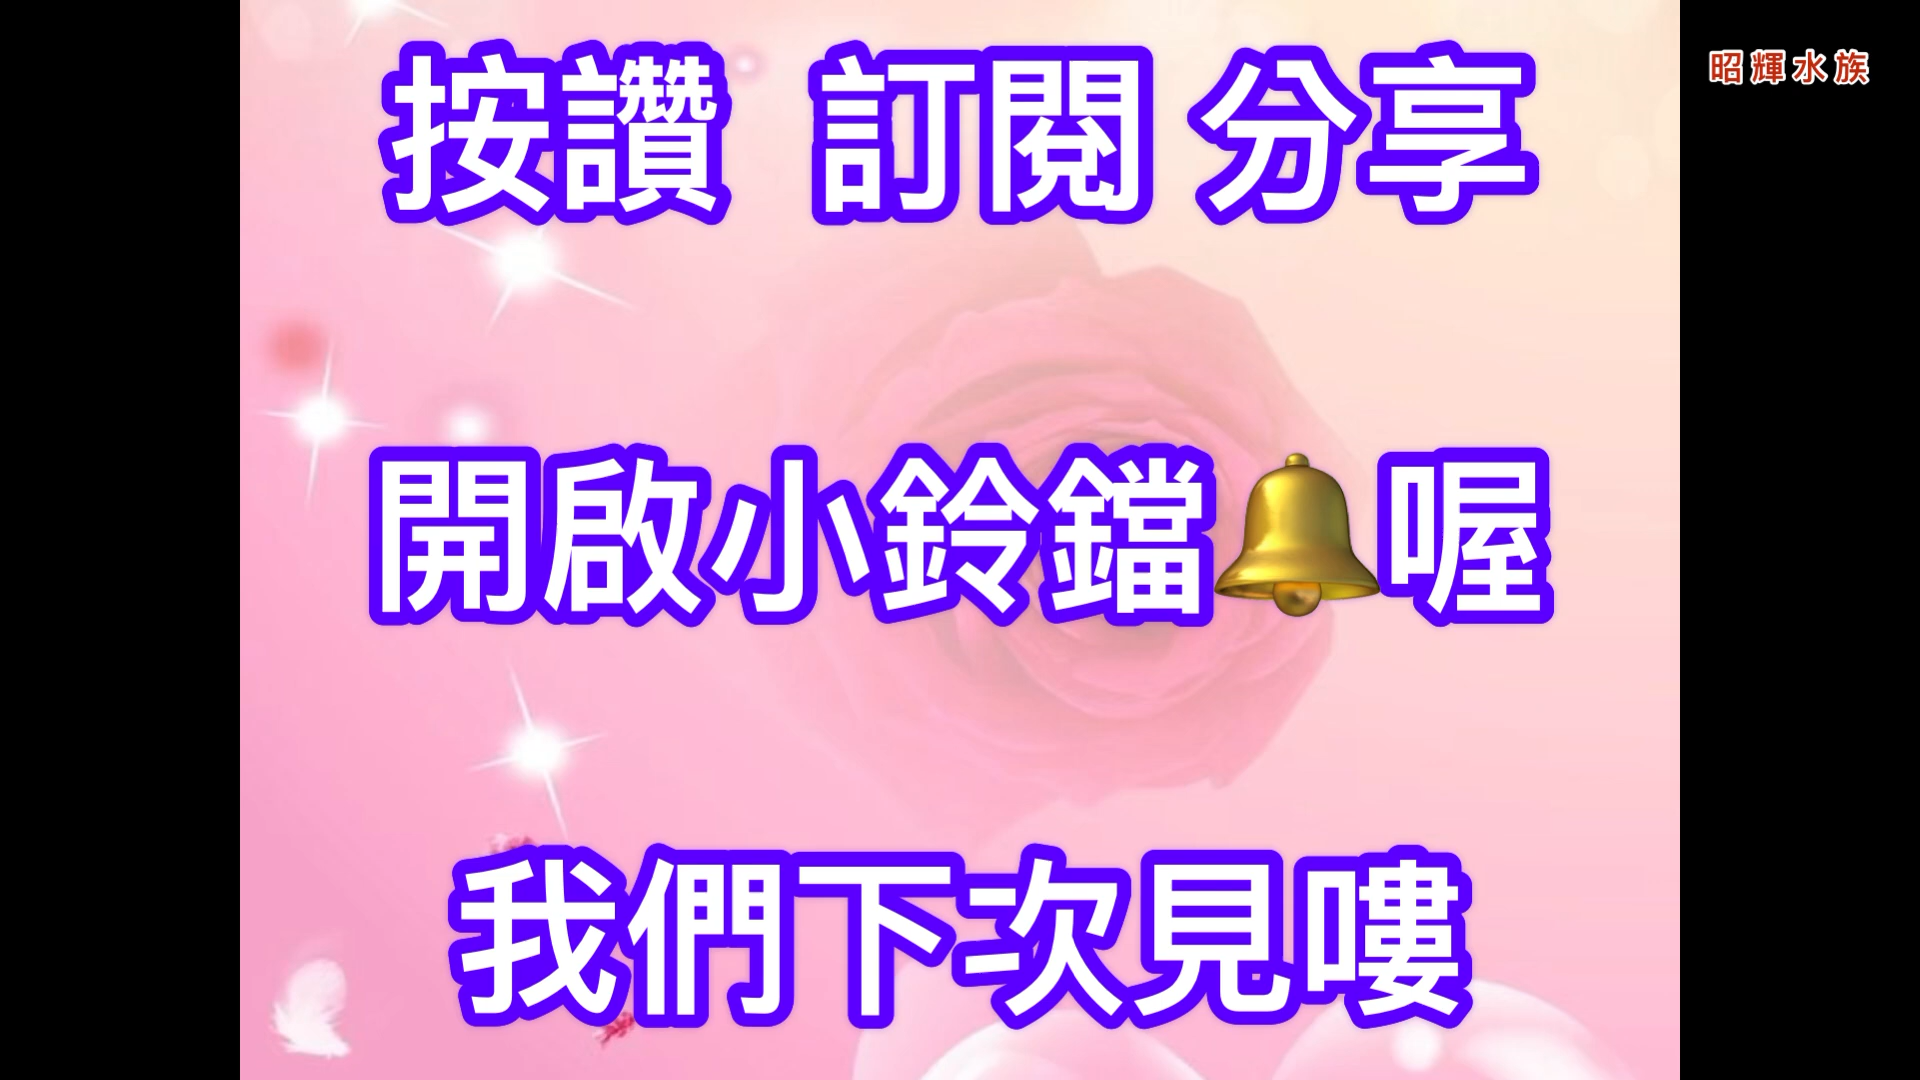 按讚 訂閱 分享
昭輝水族
開啟小鈴鐺🔔喔
我們下次見嘍